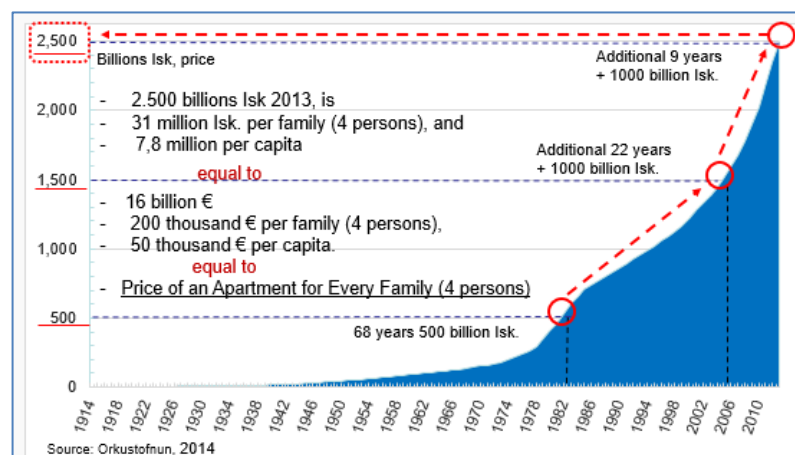 2,500
Billions Isk, price
Additional 9 years
+ 1000 billion Isk.
- 2.500 billions Isk 2013, is
- 31 million Isk. per family (4 persons), and
- 7,8 million per capita
equal to
- 16 billion €
- 200 thousand € per family (4 persons),
- 50 thousand € per capita.
equal to
- Price of an Apartment for Every Family (4 persons)
2,000
Additional 22 years
+ 1000 billion Isk.
1,500
1,000
500
68 years 500 billion Isk.
0
1914 1918 1922 1926 1930 1934 1938 1942 1946 1950 1954 1958 1962 1966 1970 1974 1978 1982 1986 1990 1994 1998 2002 2006 2010
Source: Orkustofnun, 2014